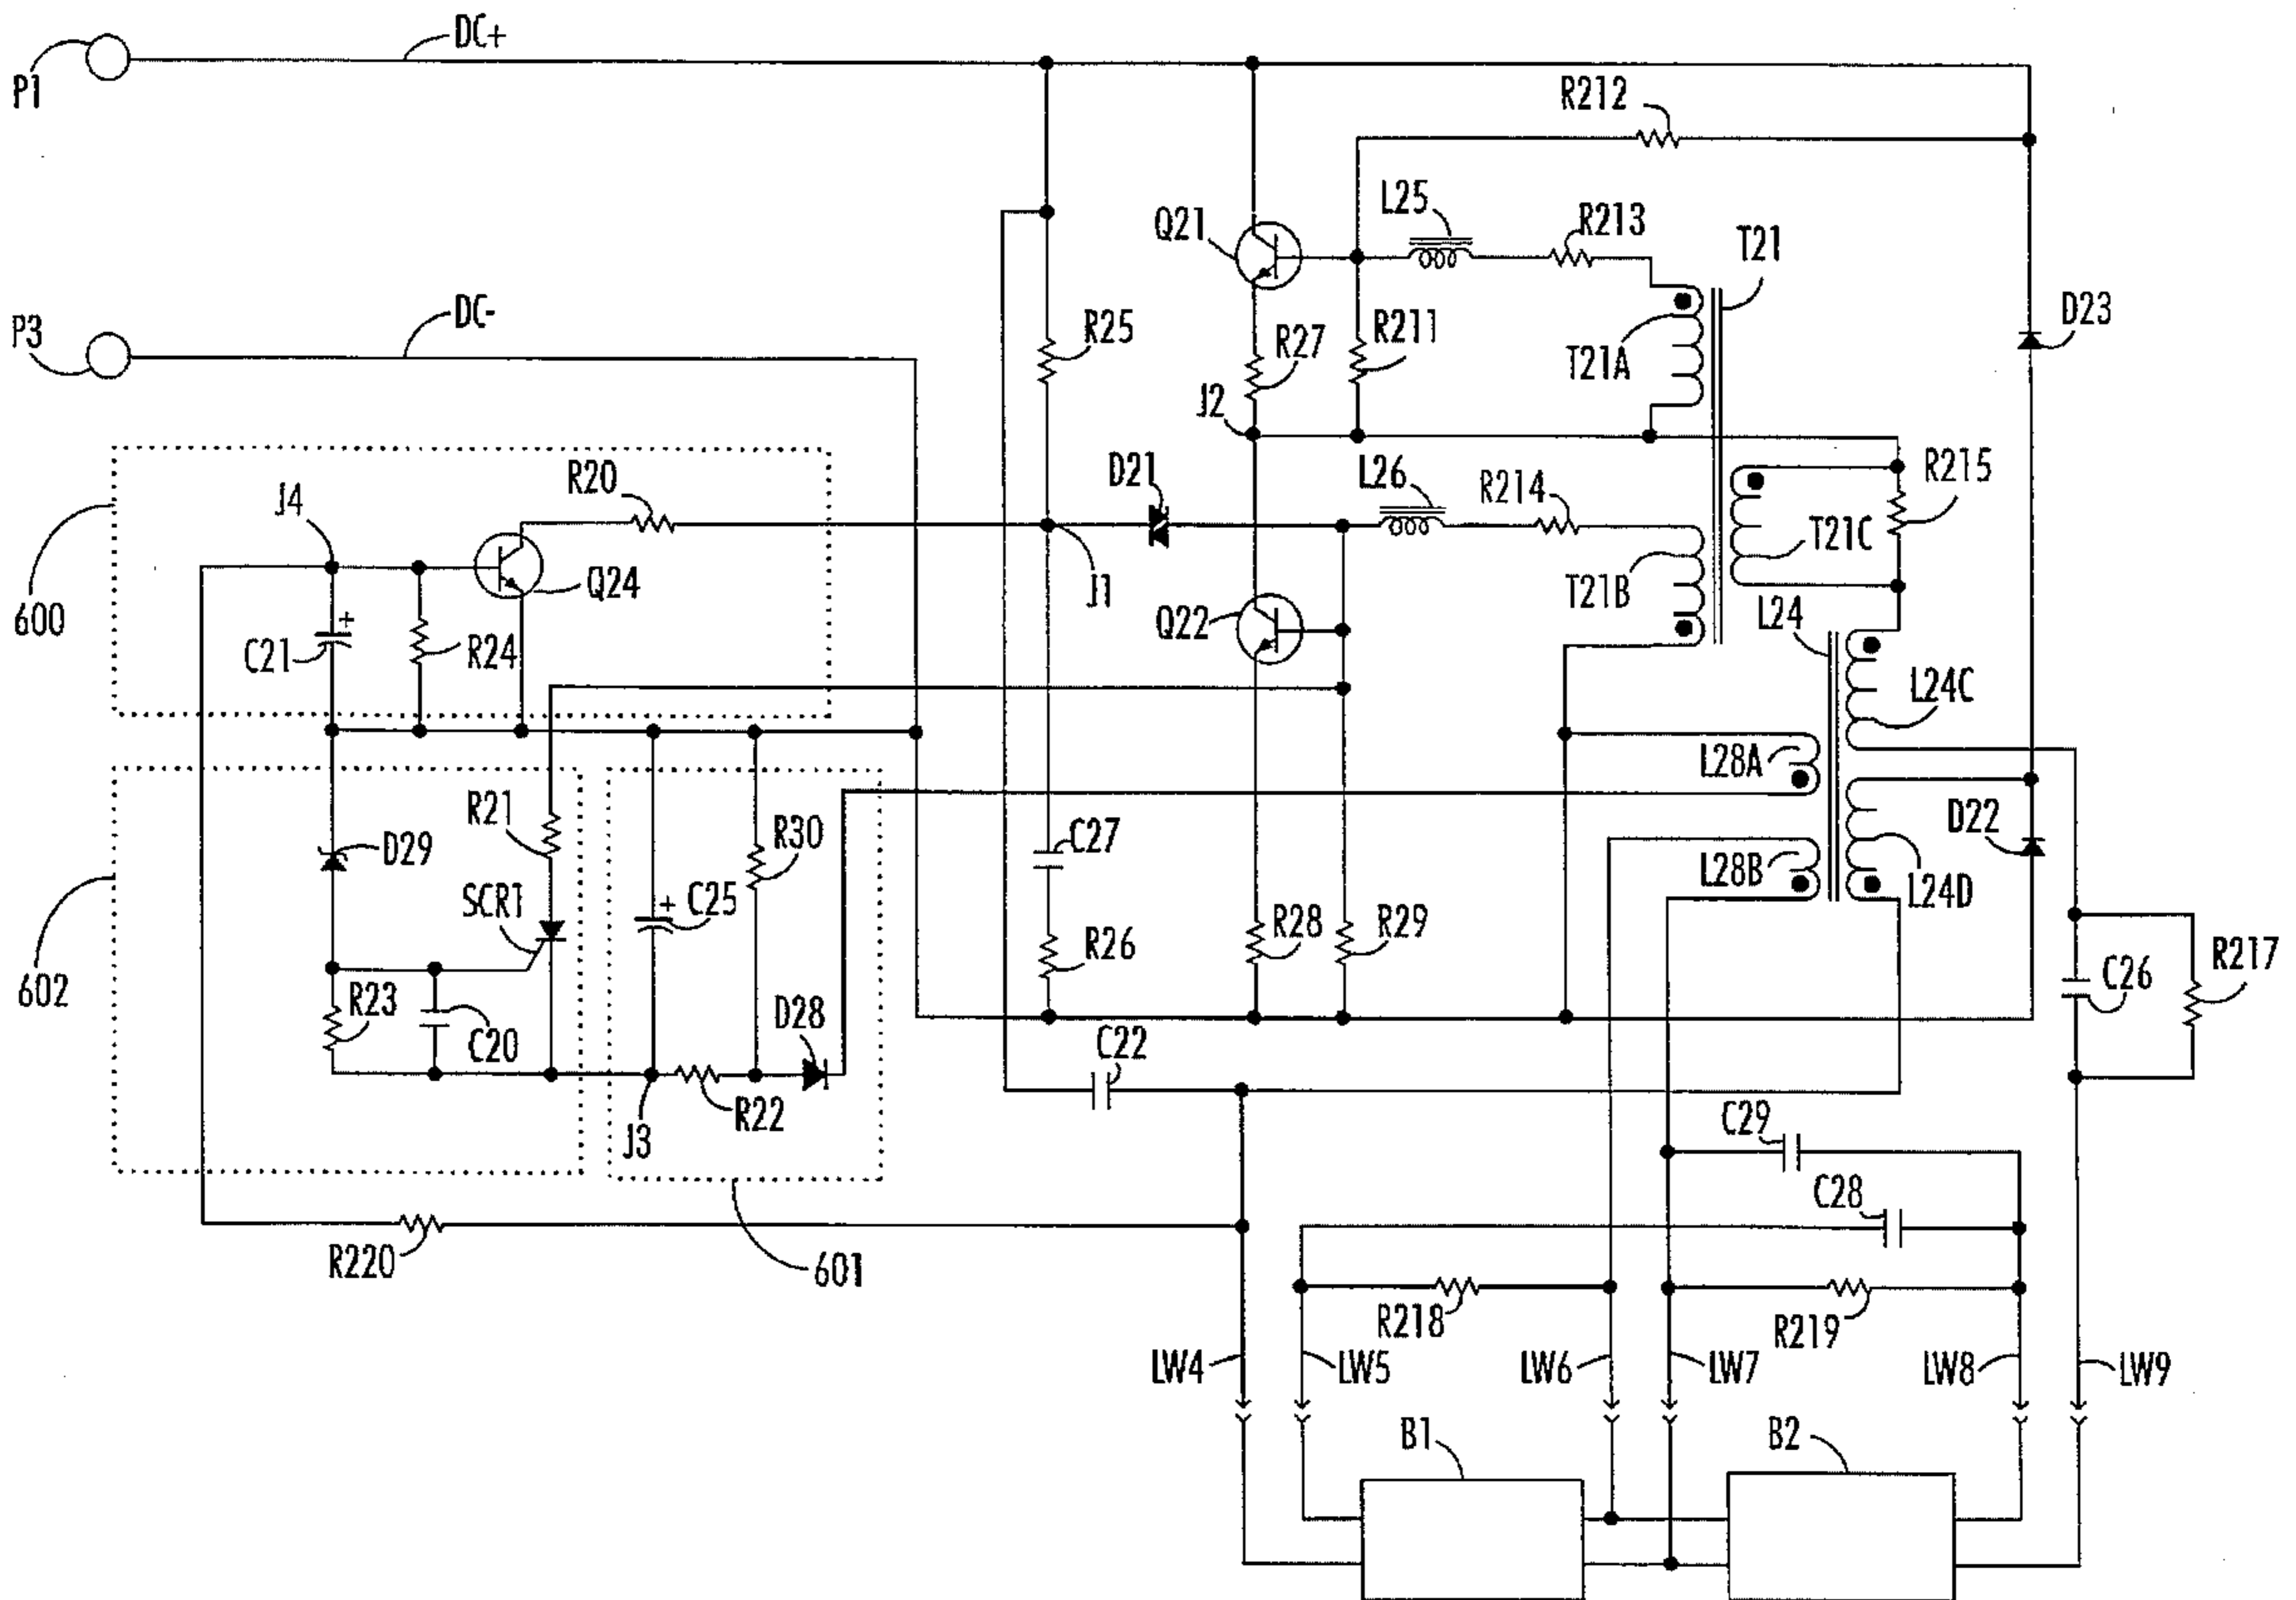 DC+
P1
R212
L25
Q21
R213
T21
DC-
P3
R25
R27
R211
T21A
D23
J2
J4
R20
D21
L26
R214
R215
600
Q24
J1
T21B
T21C
Q22
L24
C21
R24
L24C
L28A
R21
D29
R30
C27
D22
L28B
L24D
SCR1
+
C25
R28
R29
R26
602
R23
C20
D28
C26
R217
C22
J3
R22
C29
C28
R220
601
R218
R219
LW4
LW5
LW6
LW7
LW8
LW9
B1
B2
+